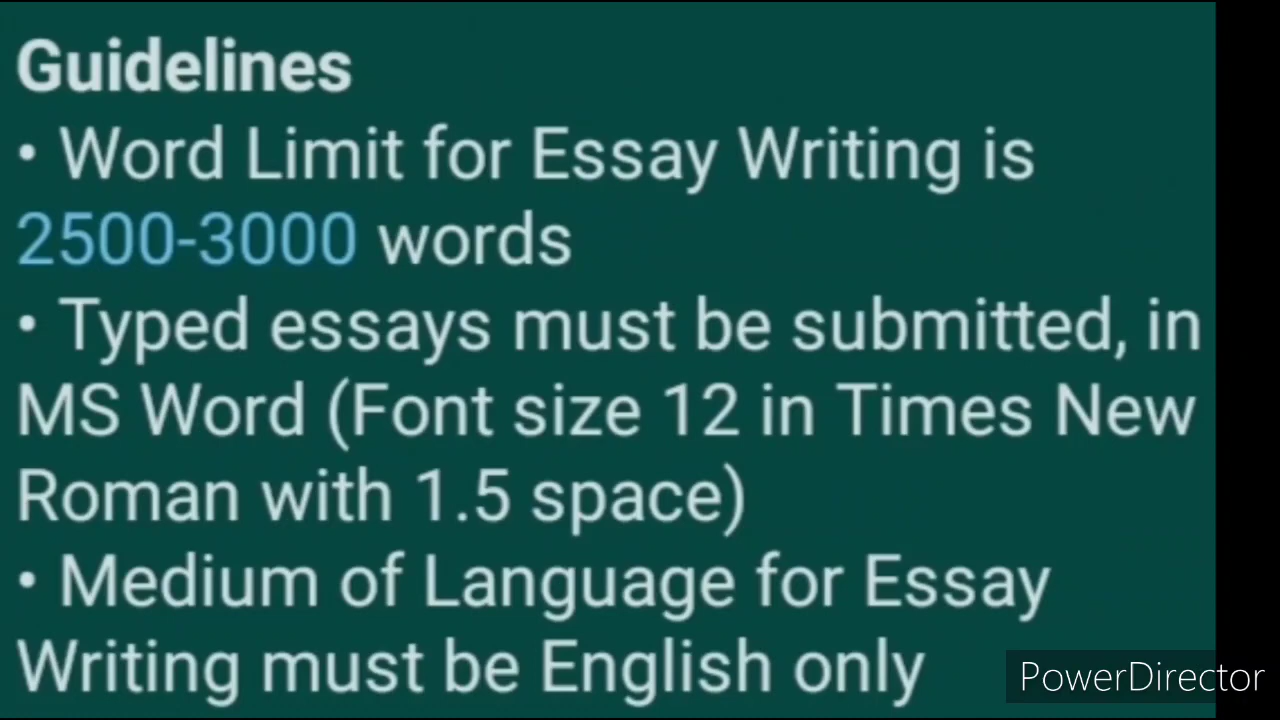 Guidelines
• Word Limit for Essay Writing is
2500-3000 words
• Typed essays must be submitted, in
MS Word (Font size 12 in Times New
Roman with 1.5 space)
• Medium of Language for Essay
Writing must be English only
PowerDirector